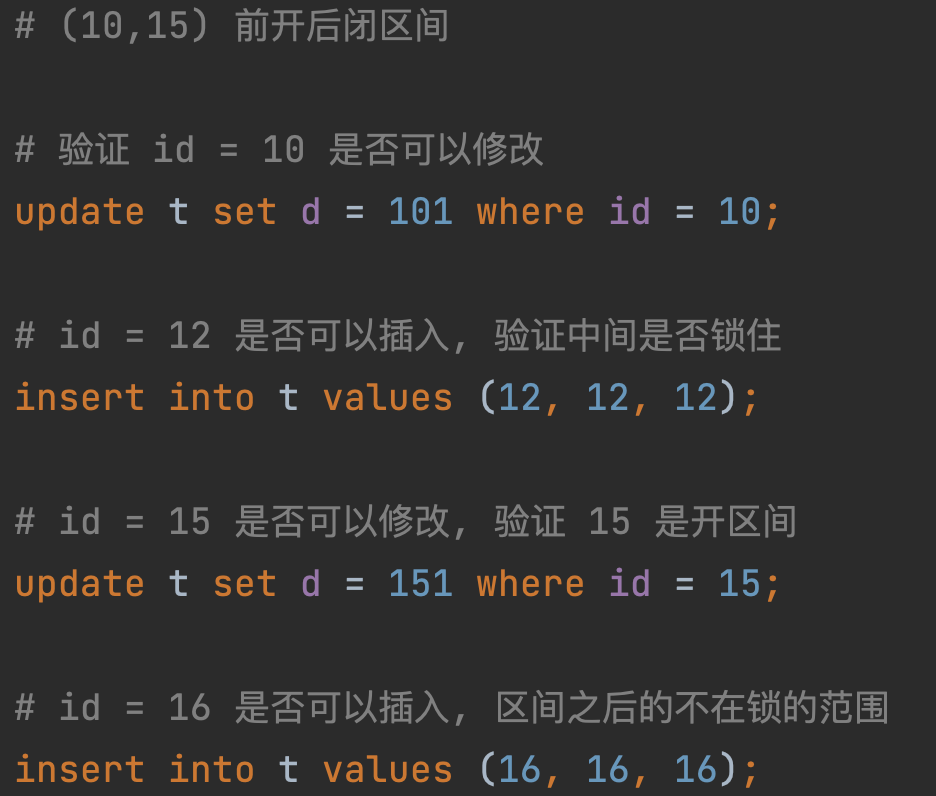 # (10,15) 前开后闭区间
# 验证 id = 10 是否可以修改
update t set d = 101 where id = 10;
# id = 12 是否可以插入, 验证中间是否锁住
insert into t values (12, 12, 12);
# id = 15 是否可以修改, 验证 15 是开区间
update t set d = 151 where id = 15;
# id = 16 是否可以插入, 区间之后的不在锁的范围
insert into t values (16, 16, 16);